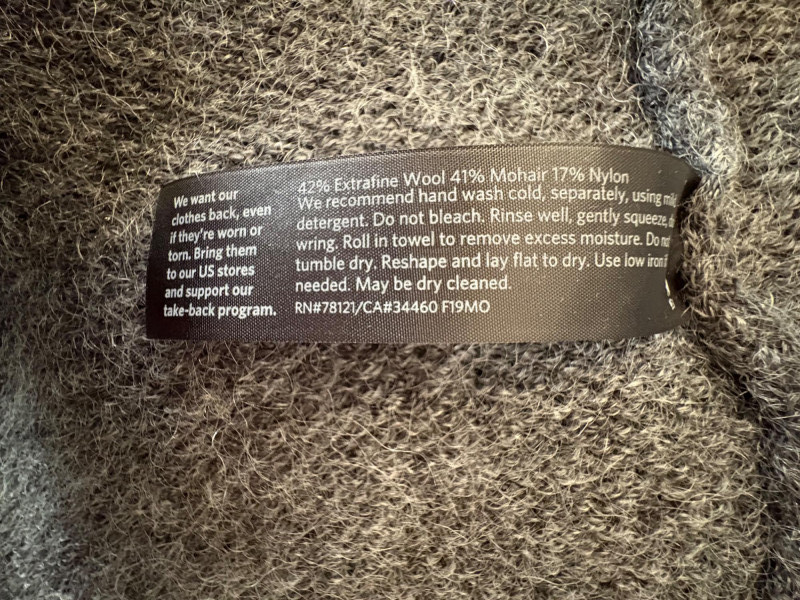 We want our
clothes back, even
if they're worn or
torn. Bring them
to our US stores
and support our
take-back program.
42% Extrafine Wool 41% Mohair 17% Nylon
We recommend hand wash cold, separately, using
detergent. Do not bleach. Rinse well, gently squeeze,
wring. Roll in towel to remove excess moisture. Do not
tumble dry. Reshape and lay flat to dry. Use low iron if
needed. May be dry cleaned.
RN#78121/CA#34460 F19MO